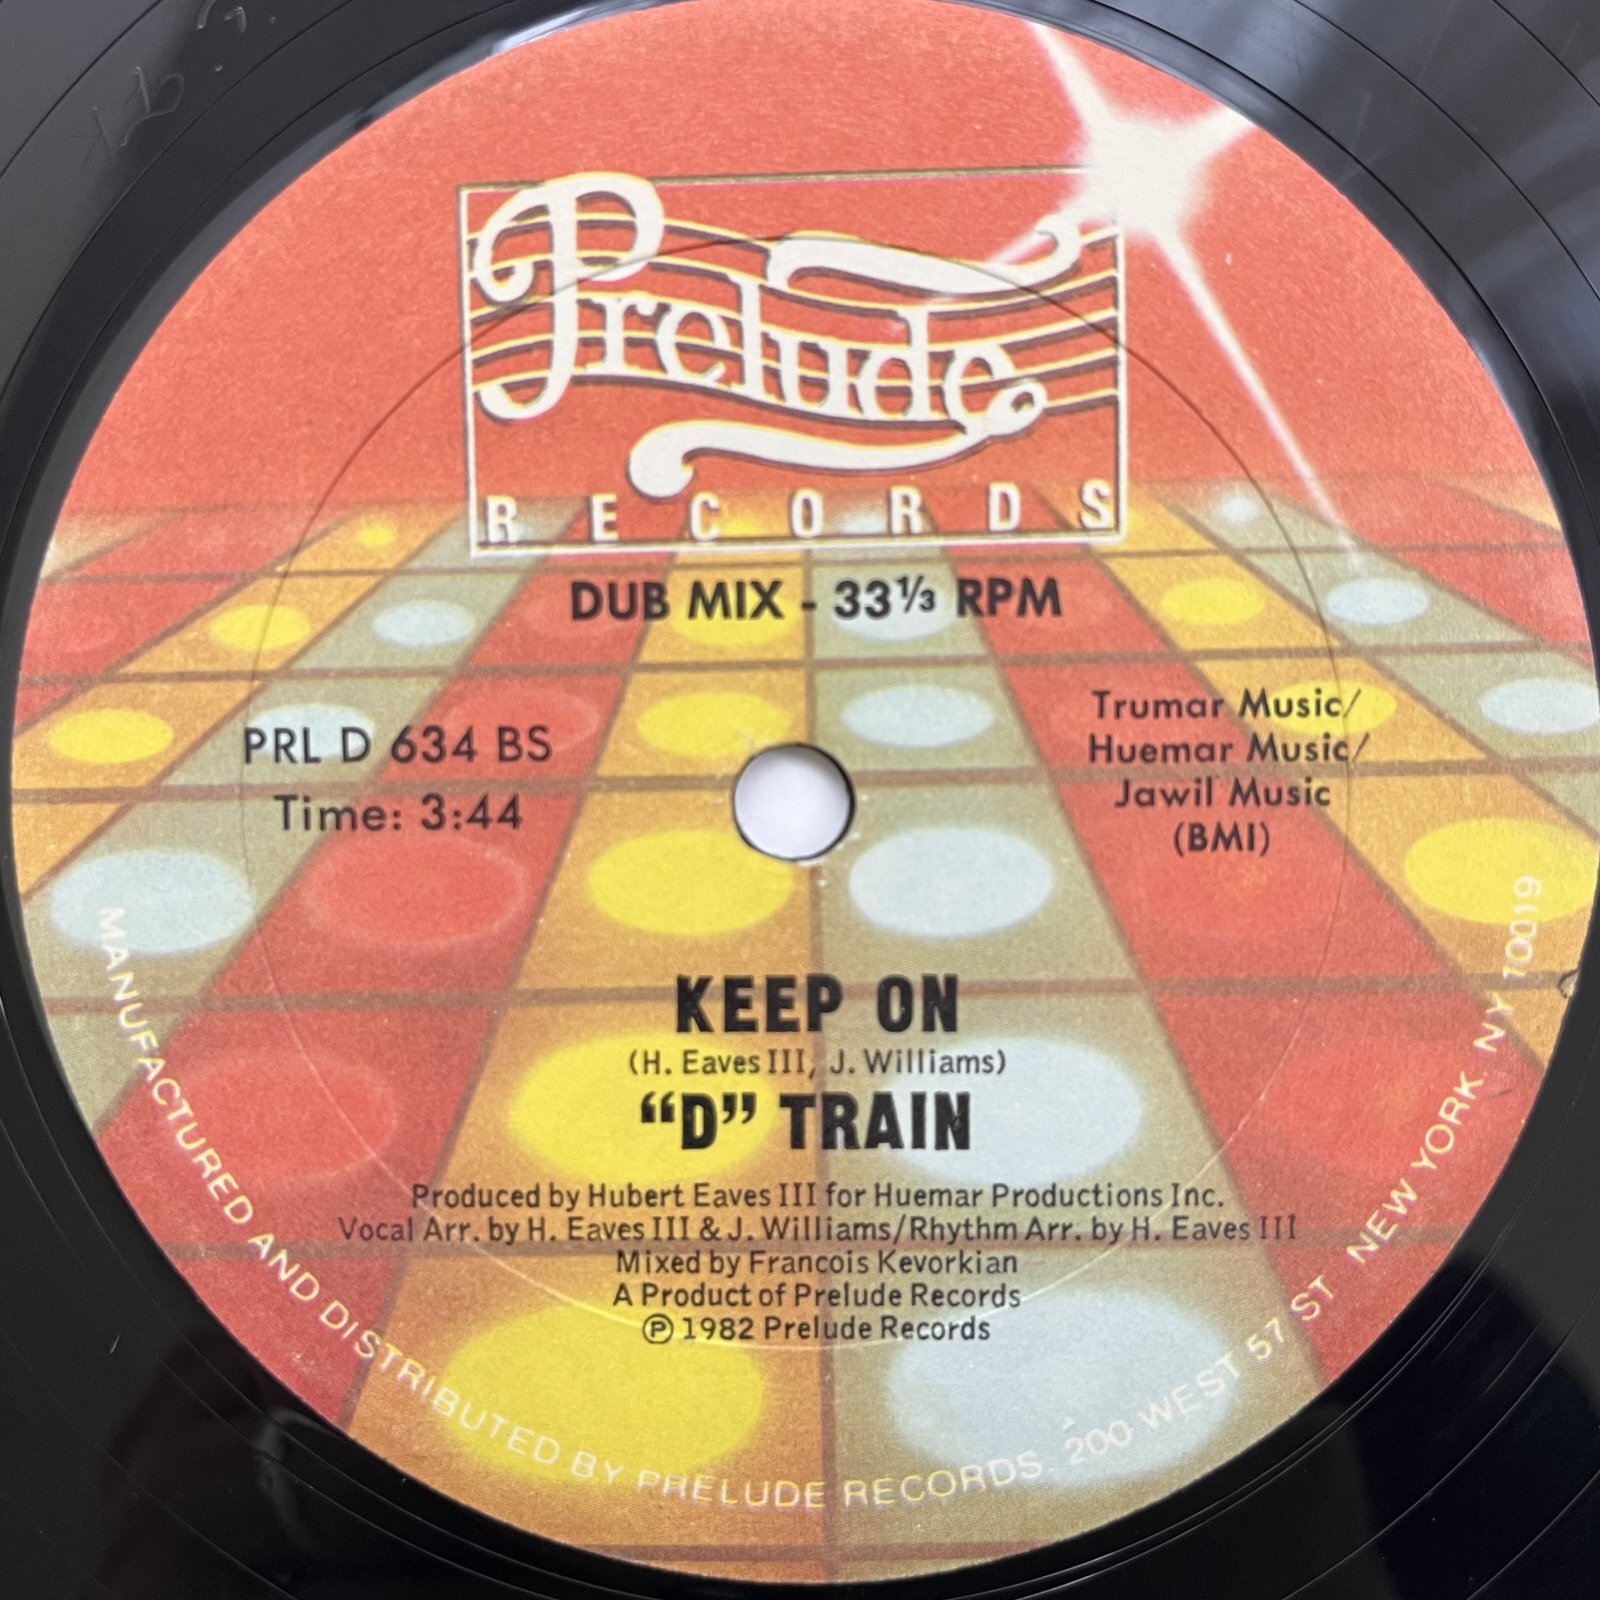 Prelude
RECORDS
DUB MIX - 33⅓ RPM
PRL D 634 BS
Time: 3:44
Trumar Music/
Huemar Music/
Jawil Music
(BMI)
KEEP ON
(H. Eaves III, J. Williams)
“D” TRAIN
Produced by Hubert Eaves III for Huemar Productions Inc.
Vocal Arr. by H. Eaves III & J. Williams/Rhythm Arr. by H. Eaves III
Mixed by Francois Kevorkian
A Product of Prelude Records
℗ 1982 Prelude Records
MANUFACTURED AND DISTRIBUTED BY PRELUDE RECORDS. 200 WEST 57 ST NEW YORK. NY 10019